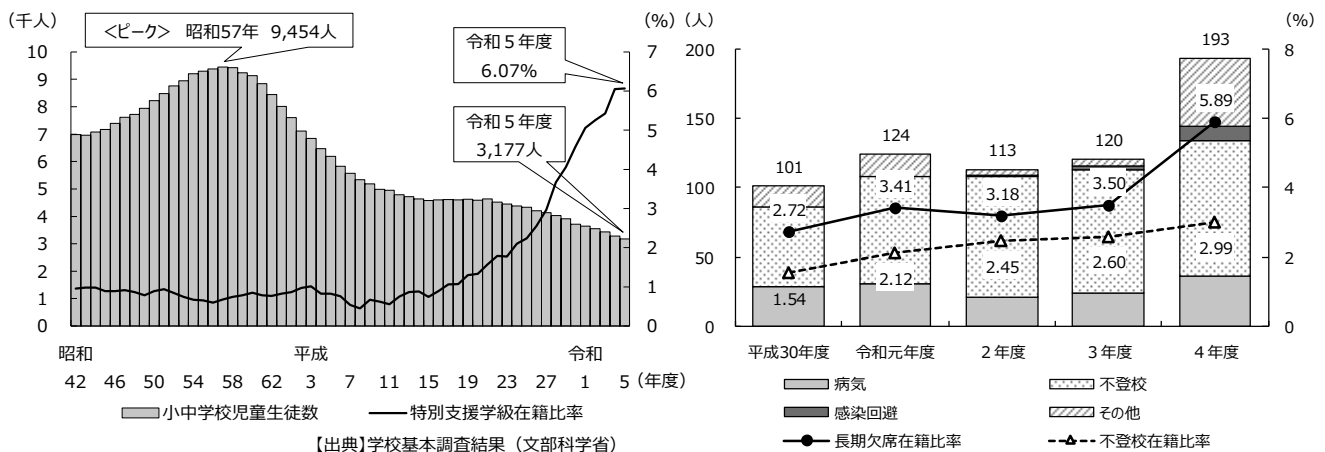 （千人）
（%）
＜ピーク＞ 昭和57年 9,454人
令和５年度
6.07%
令和５年度
3,177人
10
9
8
7
6
5
4
3
2
1
0
7
6
5
4
3
2
1
0
昭和 平成 令和
42 46 50 54 58 62 3 7 11 15 19 23 27 1 5（年度）
小中学校児童生徒数 特別支援学級在籍比率
【出典】学校基本調査結果（文部科学省）
（人）
（%）
200
150
100
50
0
8
6
4
2
0
101 124 113 120 193
2.72 3.41 3.18 3.50 5.89
1.54 2.12 2.45 2.60 2.99
平成30年度 令和元年度 ２年度 ３年度 ４年度
病気 不登校
感染回避 その他
長期欠席在籍比率 不登校在籍比率